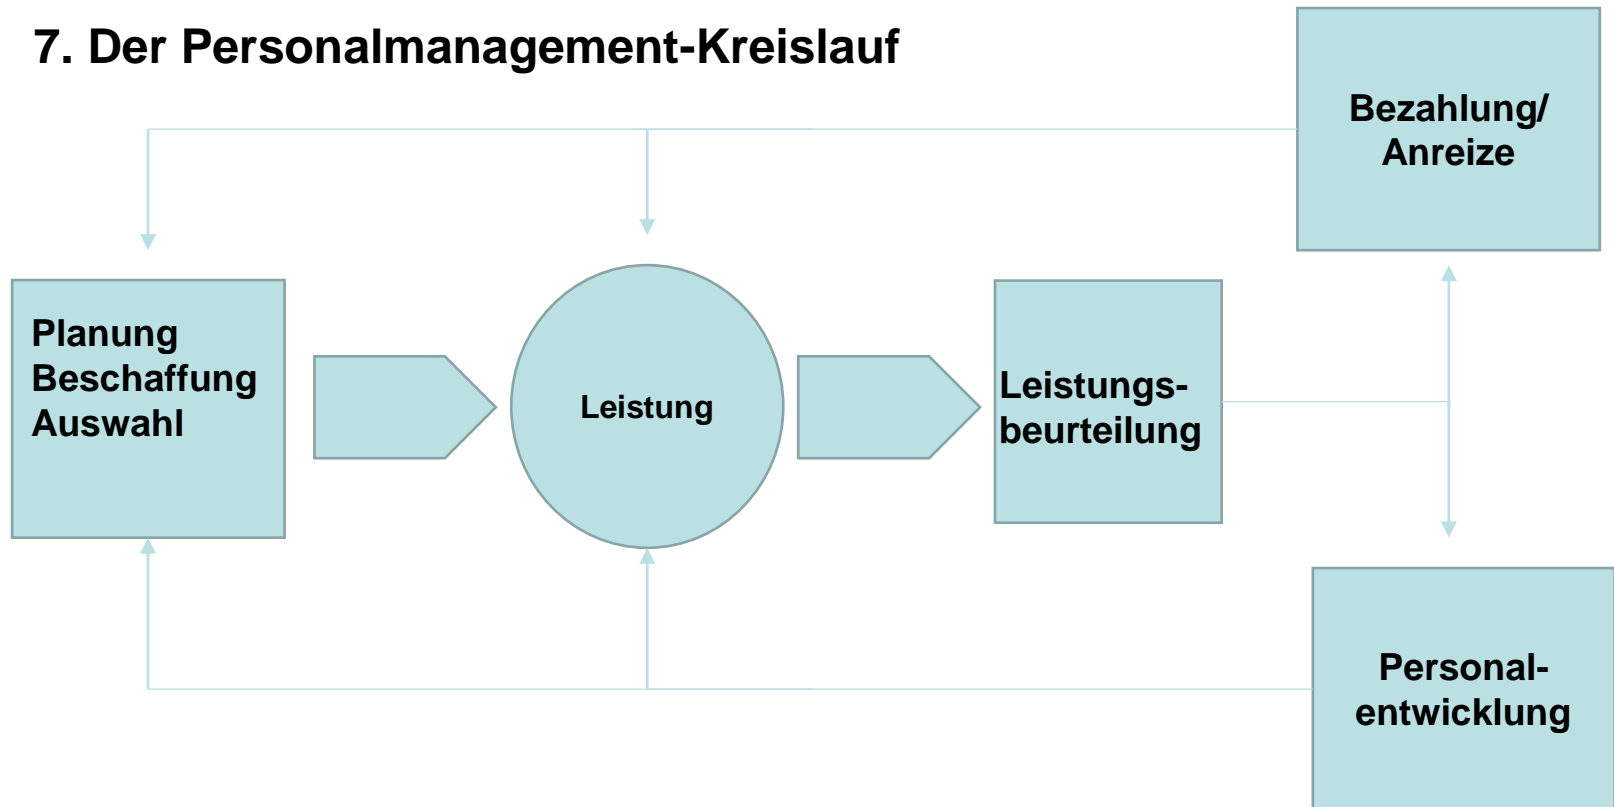 7. Der Personalmanagement-Kreislauf
Bezahlung/
Anreize
Planung
Beschaffung
Auswahl
Leistung
Leistungs-
beurteilung
Personal-
entwicklung